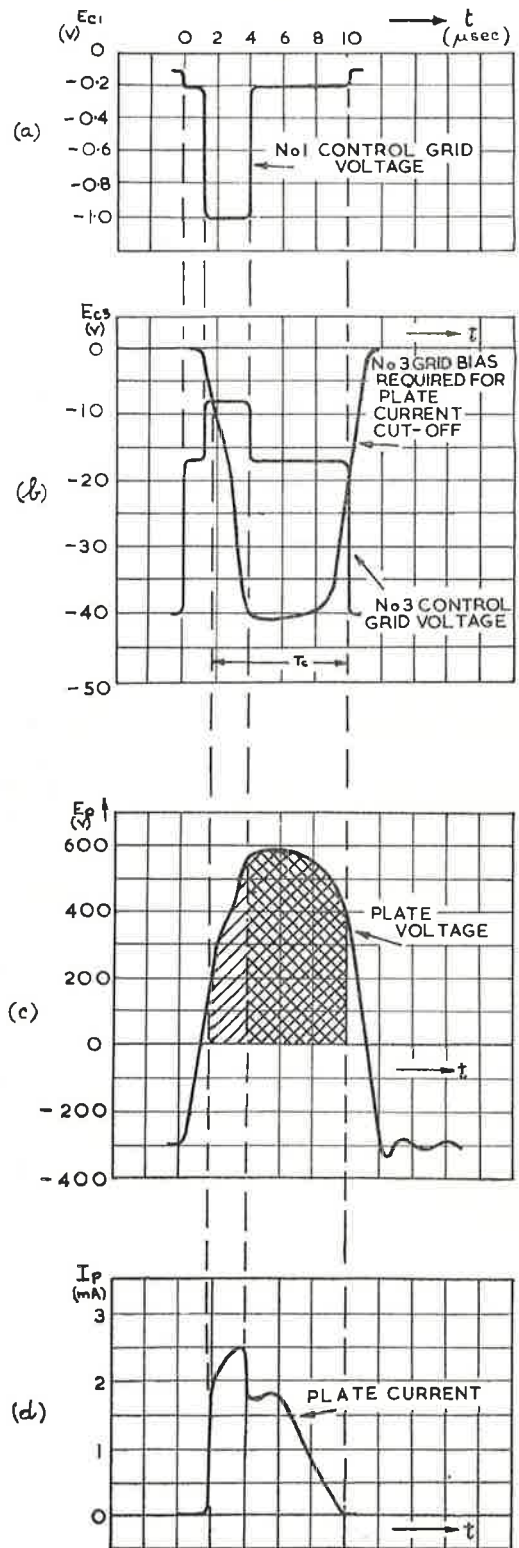 Ec1
(V)
t
(μsec)
0 2 4 6 8 10
(a)
0
-0.2
-0.4
-0.6
-0.8
-1.0
No1 CONTROL GRID
VOLTAGE
Ec3
(V)
t
(b)
0
-10
-20
-30
-40
-50
No3 GRID BIAS
REQUIRED FOR
PLATE
CURRENT
CUT-OFF
No3 CONTROL
GRID VOLTAGE
Tc
Ep
(V)
(c)
600
400
200
0
-200
-400
PLATE
VOLTAGE
t
Ip
(mA)
(d)
3
2
1
0
PLATE CURRENT
t